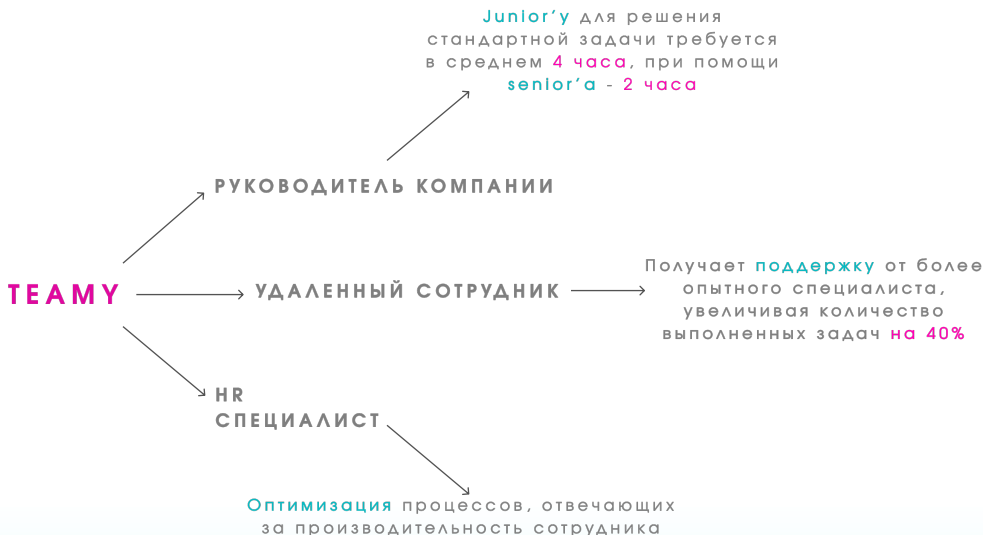 Junior'у для решения
стандартной задачи требуется
в среднем 4 часа, при помощи
senior'а - 2 часа
РУКОВОДИТЕЛЬ КОМПАНИИ
TEAMY
УДАЛЕННЫЙ СОТРУДНИК
Получает поддержку от более
опытного специалиста,
увеличивая количество
выполненных задач на 40%
HR
СПЕЦИАЛИСТ
Оптимизация процессов, отвечающих
за производительность сотрудника